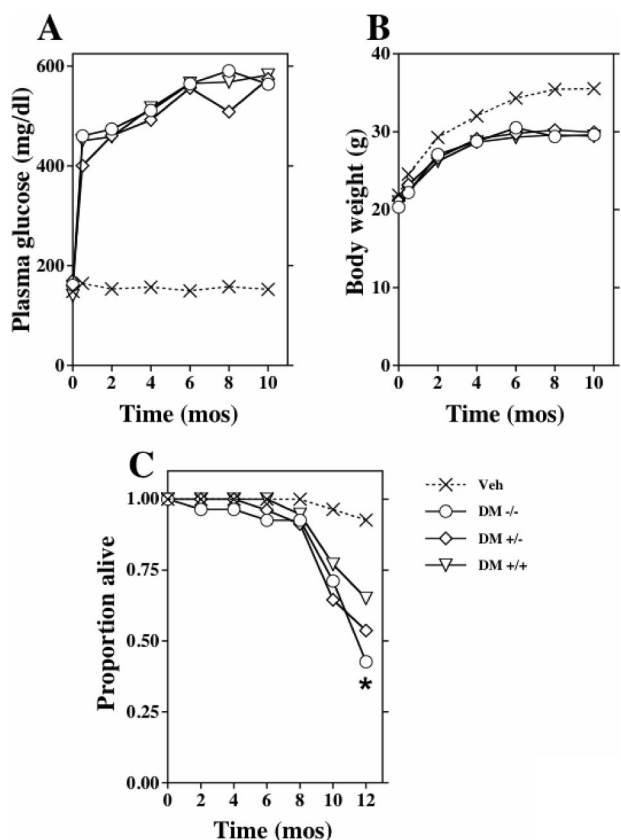 A
Plasma glucose (mg/dl)
600
400
200
0
0 2 4 6 8 10
Time (mos)
B
Body weight (g)
40
30
20
10
0
0 2 4 6 8 10
Time (mos)
C
Proportion alive
1.00
0.75
0.50
0.25
0.00
*
0 2 4 6 8 10 12
Time (mos)
Veh
DM -/-
DM +/-
DM +/+